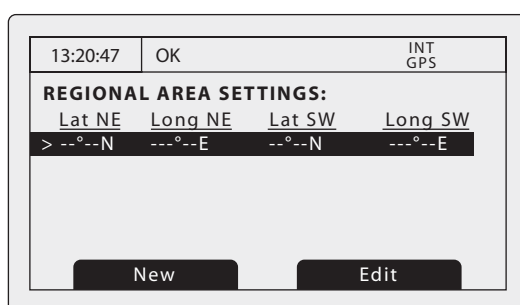 13:20:47 OK INT
GPS
REGIONAL AREA SETTINGS:
Lat NE Long NE Lat SW Long SW
> --°--N ---°--E --°--N ---°--E
New Edit